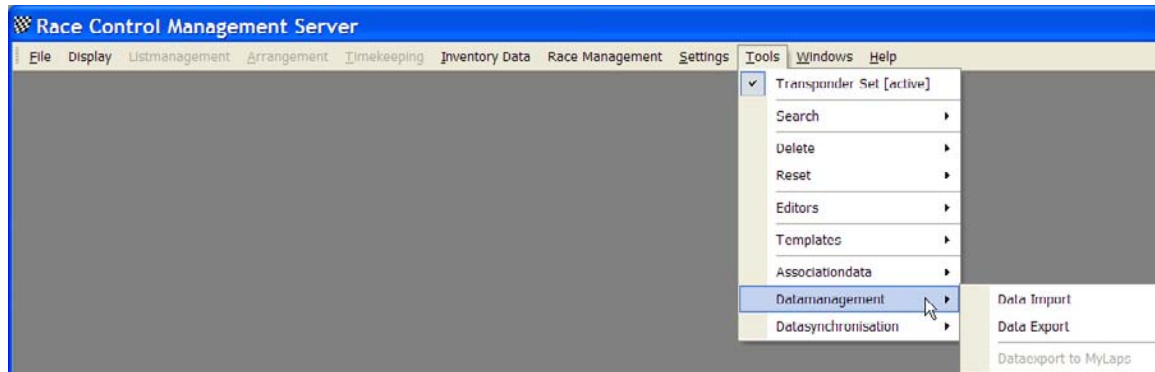 Race Control Management Server
File Display Listmanagement Arrangement Timekeeping Inventory Data Race Management Settings Tools Windows Help
Transponder Set [active]
Search
Delete
Reset
Editors
Templates
Associationdata
Datamanagement
Data Import
Datasynchronisation
Data Export
Dataexport to MyLaps